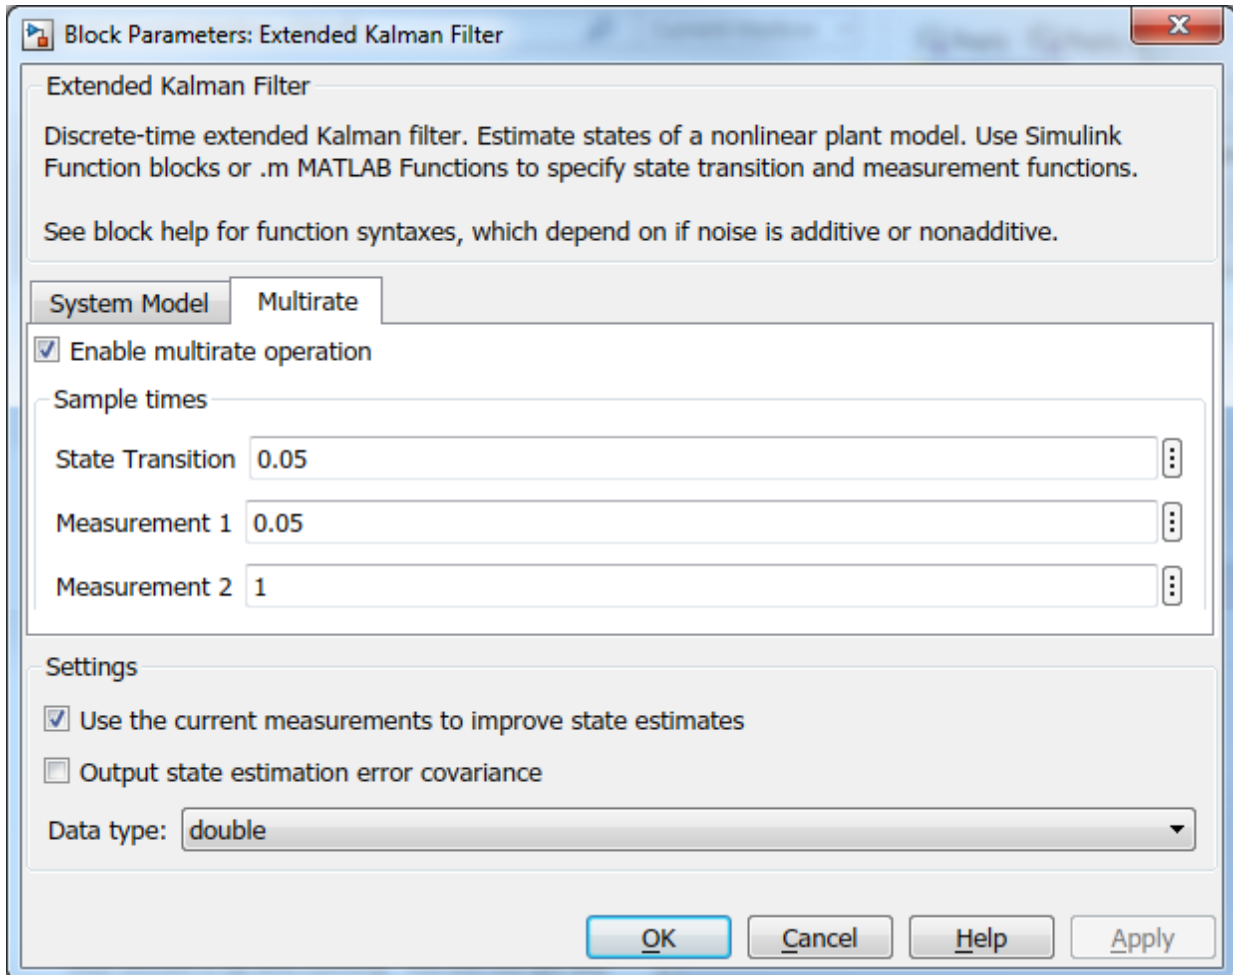 Block Parameters: Extended Kalman Filter
Extended Kalman Filter
Discrete-time extended Kalman filter. Estimate states of a nonlinear plant model. Use Simulink
Function blocks or .m MATLAB Functions to specify state transition and measurement functions.
See block help for function syntaxes, which depend on if noise is additive or nonadditive.
System Model Multirate
Enable multirate operation
Sample times
State Transition 0.05
Measurement 1 0.05
Measurement 2 1
Settings
Use the current measurements to improve state estimates
Output state estimation error covariance
Data type: double
OK Cancel Help Apply